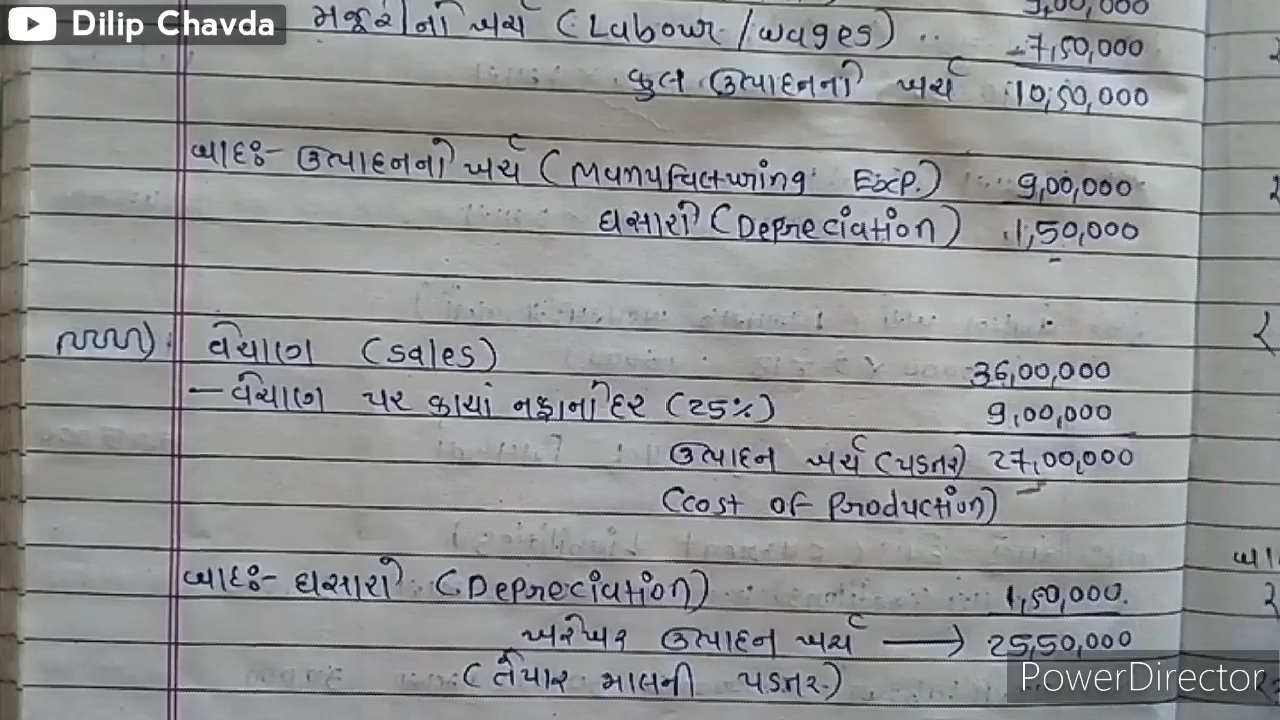 Dilip Chavda
3,00,000
મજૂરીનો ખર્ચ (Labour/wages) .. 7,50,000
કુલ ઉત્પાદનનો ખર્ચ 10,50,000
બાદઃ- ઉત્પાદનનો ખર્ચ (Manufacturing Exp.) 9,00,000
ઘસારો (Depreciation) 1,50,000
વેચાણ (sales) 36,00,000
- વેચાણ પર કાચા નફાનો દર (25%) 9,00,000
ઉત્પાદન ખર્ચ (પડતર) 27,00,000
(cost of production)
બાદઃ- ઘસારો (Depreciation) 1,50,000.
ખરેખર ઉત્પાદન ખર્ચ → 25,50,000
(તૈયાર માલની પડતર.)
PowerDirector